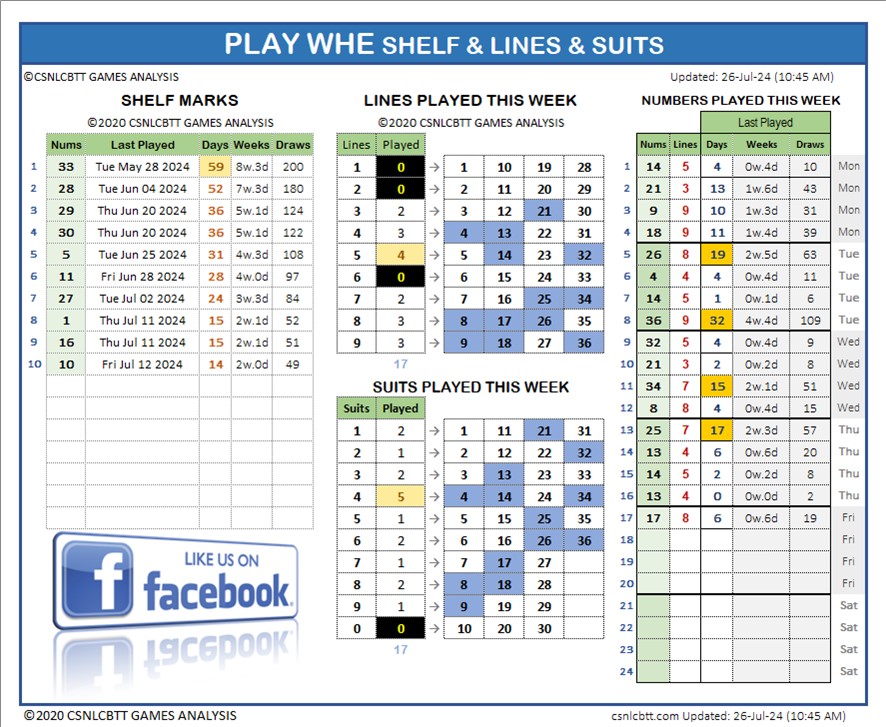 PLAY WHE SHELF & LINES & SUITS
©CSNLCBTT GAMES ANALYSIS
Updated: 26-Jul-24 (10:45 AM)
SHELF MARKS
©2020 CSNLCBTT GAMES ANALYSIS
Nums Last Played Days Weeks Draws
1 33 Tue May 28 2024 59 8w.3d 200
2 28 Tue Jun 04 2024 52 7w.3d 180
3 29 Thu Jun 20 2024 36 5w.1d 124
4 30 Thu Jun 20 2024 36 5w.1d 122
5 5 Tue Jun 25 2024 31 4w.3d 108
6 11 Fri Jun 28 2024 28 4w.0d 97
7 27 Tue Jul 02 2024 24 3w.3d 84
8 1 Thu Jul 11 2024 15 2w.1d 52
9 16 Thu Jul 11 2024 15 2w.1d 51
10 10 Fri Jul 12 2024 14 2w.0d 49
LIKE US ON
facebook.
LINES PLAYED THIS WEEK
©2020 CSNLCBTT GAMES ANALYSIS
Lines Played
1 0 → 1 10 19 28
2 0 → 2 11 20 29
3 2 → 3 12 21 30
4 3 → 4 13 22 31
5 4 → 5 14 23 32
6 0 → 6 15 24 33
7 2 → 7 16 25 34
8 3 → 8 17 26 35
9 3 → 9 18 27 36
17
SUITS PLAYED THIS WEEK
Suits Played
1 2 → 1 11 21 31
2 1 → 2 12 22 32
3 2 → 3 13 23 33
4 5 → 4 14 24 34
5 1 → 5 15 25 35
6 2 → 6 16 26 36
7 1 → 7 17 27
8 2 → 8 18 28
9 1 → 9 19 29
0 0 → 10 20 30
17
NUMBERS PLAYED THIS WEEK
Last Played
Nums Lines Days Weeks Draws
1 14 5 4 0w.4d 10 Mon
2 21 3 13 1w.6d 43 Mon
3 9 9 10 1w.3d 31 Mon
4 18 9 11 1w.4d 39 Mon
5 26 8 19 2w.5d 63 Tue
6 4 4 4 0w.4d 11 Tue
7 14 5 1 0w.1d 6 Tue
8 36 9 32 4w.4d 109 Tue
9 32 5 4 0w.4d 9 Wed
10 21 3 2 0w.2d 8 Wed
11 34 7 15 2w.1d 51 Wed
12 8 8 4 0w.4d 15 Wed
13 25 7 17 2w.3d 57 Thu
14 13 4 6 0w.6d 20 Thu
15 14 5 2 0w.2d 8 Thu
16 13 4 0 0w.0d 2 Thu
17 17 8 6 0w.6d 19 Fri
18 Fri
19 Fri
20 Fri
21 Sat
22 Sat
23 Sat
24 Sat
©2020 CSNLCBTT GAMES ANALYSIS
csnlcbtt.com Updated: 26-Jul-24 (10:45 AM)